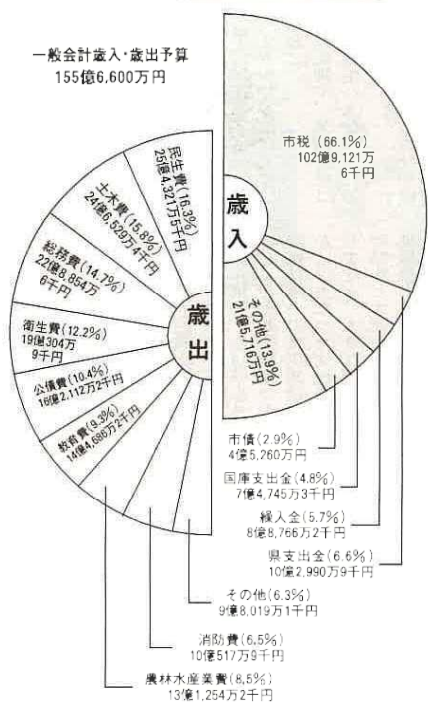 一般会計歳入・歳出予算
155億6,600万円
歳入
市税(66.1%)
102億9,121万
6千円
その他(13.9%)
21億5,716万円
市債(2.9%)
4億5,260万円
国庫支出金(4.8%)
7億4,745万3千円
繰入金(5.7%)
8億8,766万2千円
県支出金(6.6%)
10億2,990万9千円
歳出
民生費(16.3%)
25億4,321万5千円
土木費(15.8%)
24億6,529万4千円
総務費(14.7%)
22億8,854万
6千円
衛生費(12.2%)
19億304万
9千円
公債費(10.4%)
16億2,112万2千円
教育費(9.3%)
14億4,686万2千円
その他(6.3%)
9億8,019万1千円
消防費(6.5%)
10億517万9千円
農林水産業費(8.5%)
13億1,254万2千円